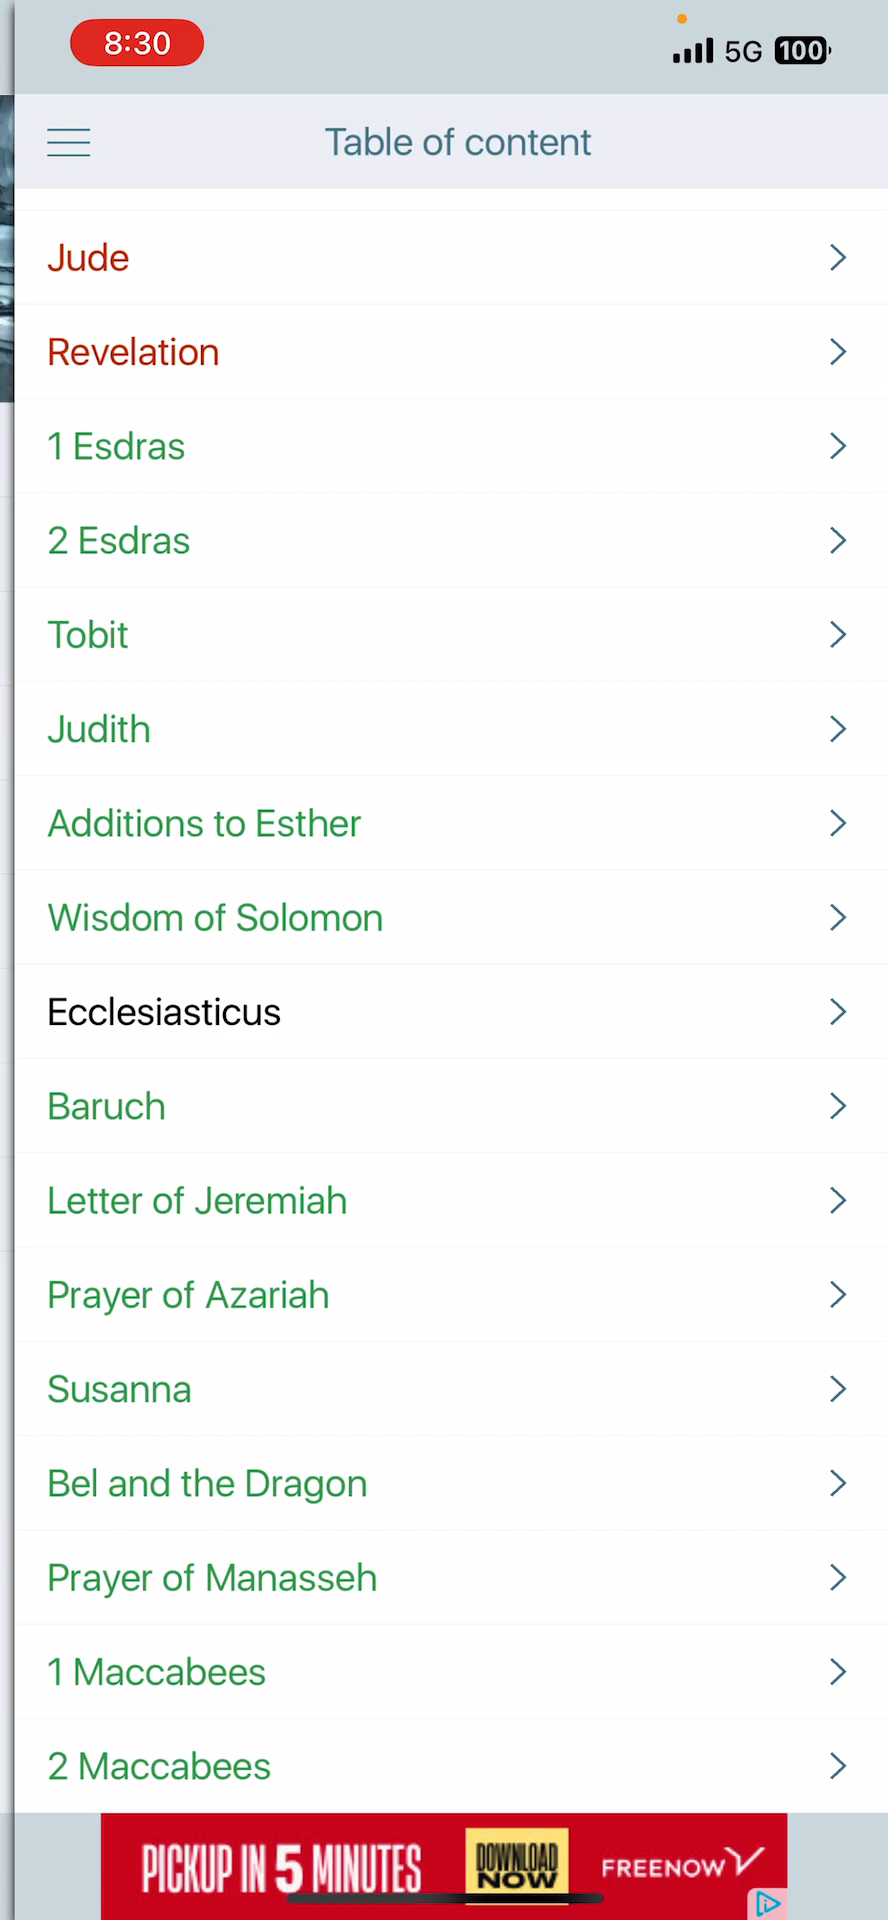 8:30
5G 100
Table of content
Jude
Revelation
1 Esdras
2 Esdras
Tobit
Judith
Additions to Esther
Wisdom of Solomon
Ecclesiasticus
Baruch
Letter of Jeremiah
Prayer of Azariah
Susanna
Bel and the Dragon
Prayer of Manasseh
1 Maccabees
2 Maccabees
PICKUP IN 5 MINUTES
DOWNLOAD
NOW
FREENOW